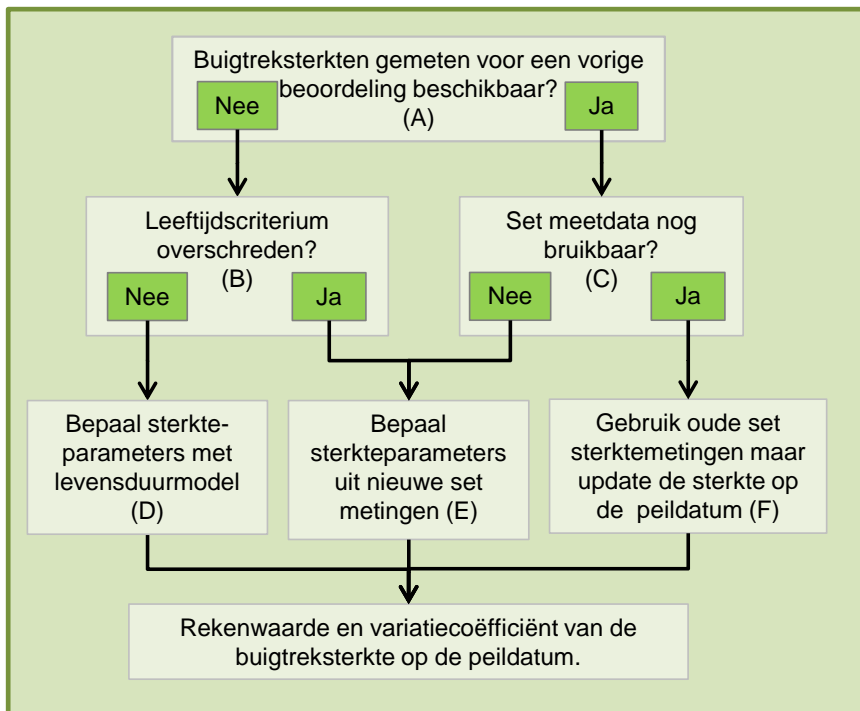 Buigtreksterkten gemeten voor een vorige
beoordeling beschikbaar?
(A)
Nee
Ja
Leeftijdscriterium
overschreden?
(B)
Nee
Ja
Set meetdata nog
bruikbaar?
(C)
Nee
Ja
Bepaal sterkte-
parameters met
levensduurmodel
(D)
Bepaal
sterkteparameters
uit nieuwe set
metingen (E)
Gebruik oude set
sterktemetingen maar
update de sterkte op
de peildatum (F)
Rekenwaarde en variatiecoëfficiënt van de
buigtreksterkte op de peildatum.